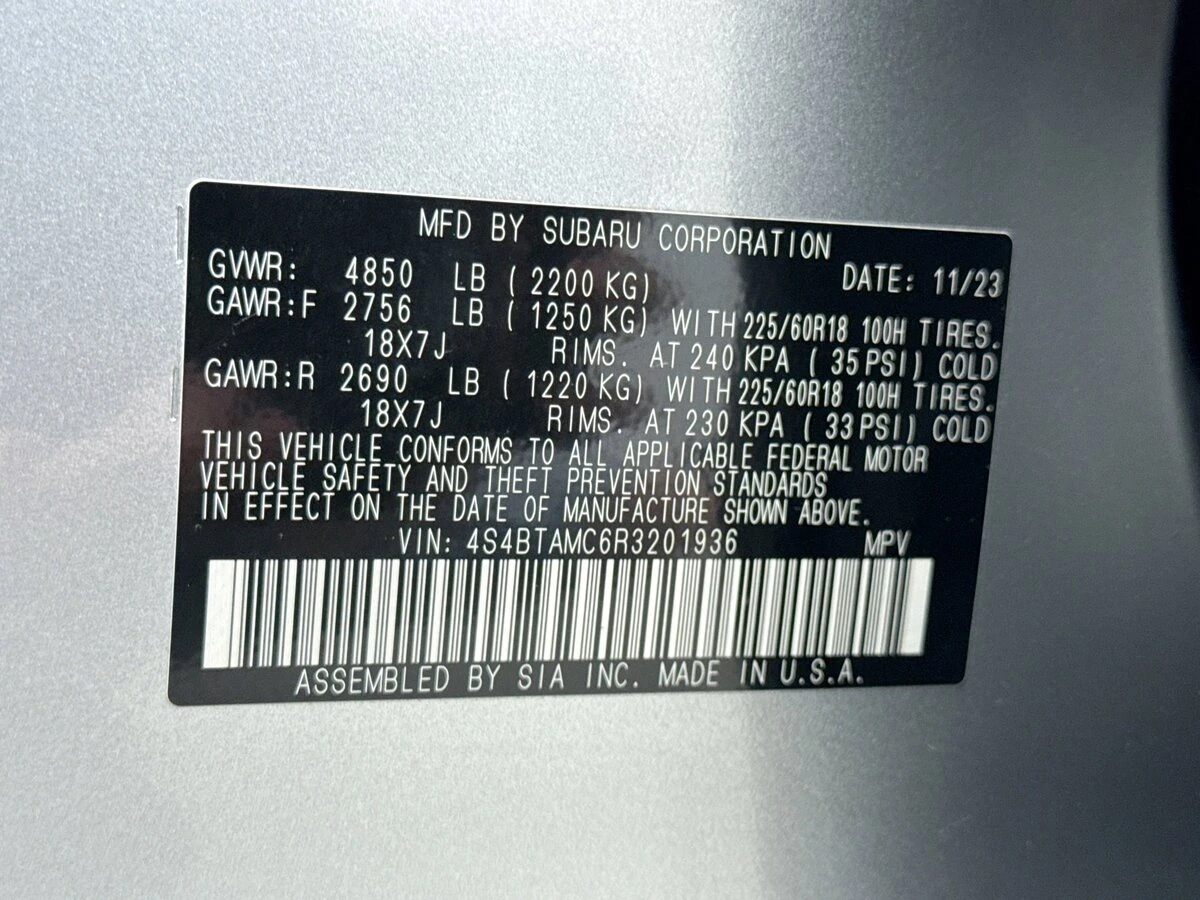 MFD BY SUBARU CORPORATION
GVWR: 4850 LB ( 2200 KG) DATE: 11/23
GAWR:F 2756 LB ( 1250 KG) WITH 225/60R18 100H TIRES.
18X7J RIMS. AT 240 KPA ( 35 PSI) COLD
GAWR:R 2690 LB ( 1220 KG) WITH 225/60R18 100H TIRES.
18X7J RIMS. AT 230 KPA ( 33 PSI) COLD
THIS VEHICLE CONFORMS TO ALL APPLICABLE FEDERAL MOTOR
VEHICLE SAFETY AND THEFT PREVENTION STANDARDS
IN EFFECT ON THE DATE OF MANUFACTURE SHOWN ABOVE.
VIN: 4S4BTAMC6R3201936 MPV
ASSEMBLED BY SIA INC. MADE IN U.S.A.